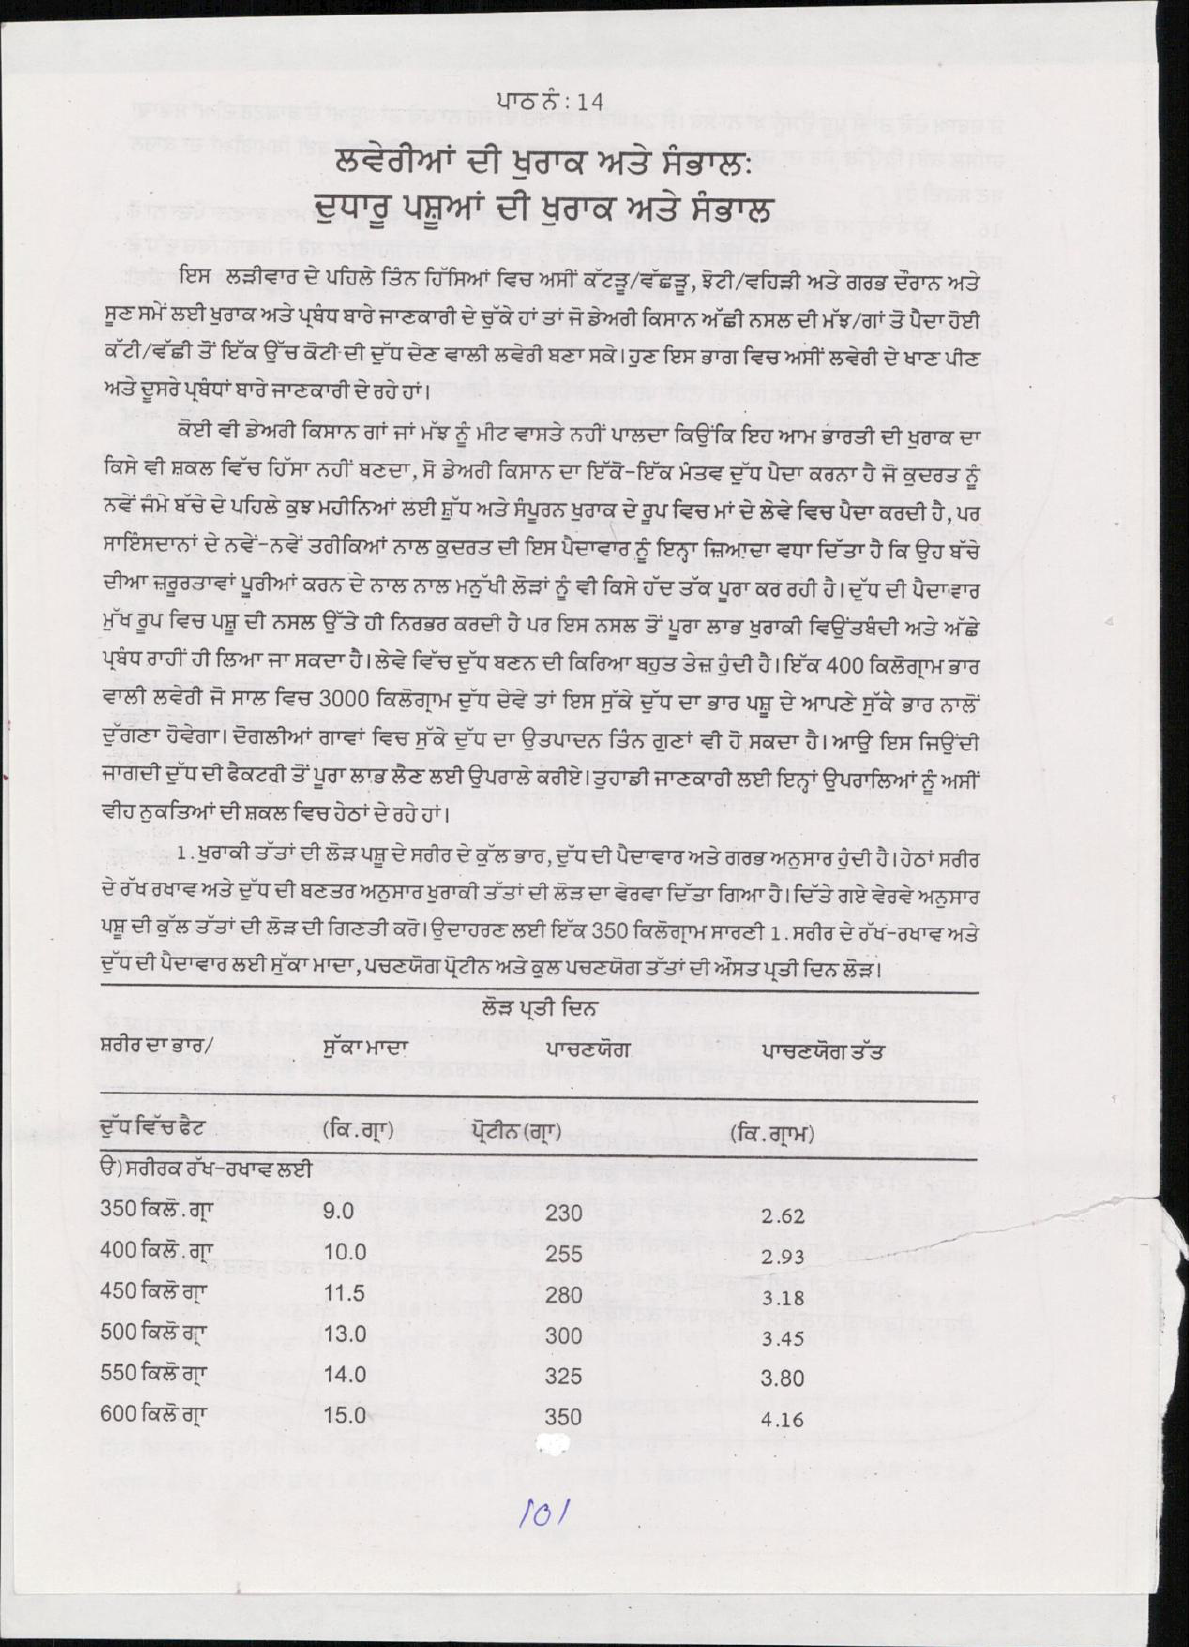 ਪਾਠ ਨੰ : 14
ਲਵੇਰੀਆਂ ਦੀ ਖੁਰਾਕ ਅਤੇ ਸੰਭਾਲ:
ਦੁਧਾਰੂ ਪਸ਼ੂਆਂ ਦੀ ਖੁਰਾਕ ਅਤੇ ਸੰਭਾਲ
ਇਸ ਲੜੀਵਾਰ ਦੇ ਪਹਿਲੇ ਤਿੰਨ ਹਿੱਸਿਆਂ ਵਿਚ ਅਸੀਂ ਕੱਟੜੂ/ਵੱਛੜੂ, ਝੋਟੀ/ਵਹਿੜੀ ਅਤੇ ਗਰਭ ਦੌਰਾਨ ਅਤੇ
ਸੂਣ ਸਮੇਂ ਲਈ ਖੁਰਾਕ ਅਤੇ ਪ੍ਰਬੰਧ ਬਾਰੇ ਜਾਣਕਾਰੀ ਦੇ ਚੁੱਕੇ ਹਾਂ ਤਾਂ ਜੋ ਡੇਅਰੀ ਕਿਸਾਨ ਅੱਛੀ ਨਸਲ ਦੀ ਮੱਝ/ਗਾਂ ਤੋ ਪੈਦਾ ਹੋਈ
ਕੱਟੀ/ਵੱਛੀ ਤੋਂ ਇੱਕ ਉੱਚ ਕੋਟੀ ਦੀ ਦੁੱਧ ਦੇਣ ਵਾਲੀ ਲਵੇਰੀ ਬਣਾ ਸਕੇ। ਹੁਣ ਇਸ ਭਾਗ ਵਿਚ ਅਸੀਂ ਲਵੇਰੀ ਦੇ ਖਾਣ ਪੀਣ
ਅਤੇ ਦੂਸਰੇ ਪ੍ਰਬੰਧਾਂ ਬਾਰੇ ਜਾਣਕਾਰੀ ਦੇ ਰਹੇ ਹਾਂ।
ਕੋਈ ਵੀ ਡੇਅਰੀ ਕਿਸਾਨ ਗਾਂ ਜਾਂ ਮੱਝ ਨੂੰ ਮੀਟ ਵਾਸਤੇ ਨਹੀਂ ਪਾਲਦਾ ਕਿਉਂਕਿ ਇਹ ਆਮ ਭਾਰਤੀ ਦੀ ਖੁਰਾਕ ਦਾ
ਕਿਸੇ ਵੀ ਸ਼ਕਲ ਵਿੱਚ ਹਿੱਸਾ ਨਹੀਂ ਬਣਦਾ, ਸੋ ਡੇਅਰੀ ਕਿਸਾਨ ਦਾ ਇੱਕੋ-ਇੱਕ ਮੰਤਵ ਦੁੱਧ ਪੈਦਾ ਕਰਨਾ ਹੈ ਜੋ ਕੁਦਰਤ ਨੂੰ
ਨਵੇਂ ਜੰਮੇ ਬੱਚੇ ਦੇ ਪਹਿਲੇ ਕੁਝ ਮਹੀਨਿਆਂ ਲਈ ਸ਼ੁੱਧ ਅਤੇ ਸੰਪੂਰਨ ਖੁਰਾਕ ਦੇ ਰੂਪ ਵਿਚ ਮਾਂ ਦੇ ਲੇਵੇ ਵਿਚ ਪੈਦਾ ਕਰਦੀ ਹੈ, ਪਰ
ਸਾਇੰਸਦਾਨਾਂ ਦੇ ਨਵੇਂ-ਨਵੇਂ ਤਰੀਕਿਆਂ ਨਾਲ ਕੁਦਰਤ ਦੀ ਇਸ ਪੈਦਾਵਾਰ ਨੂੰ ਇਨ੍ਹਾ ਜ਼ਿਆਦਾ ਵਧਾ ਦਿੱਤਾ ਹੈ ਕਿ ਉਹ ਬੱਚੇ
ਦੀਆ ਜ਼ਰੂਰਤਾਵਾਂ ਪੂਰੀਆਂ ਕਰਨ ਦੇ ਨਾਲ ਨਾਲ ਮਨੁੱਖੀ ਲੋੜਾਂ ਨੂੰ ਵੀ ਕਿਸੇ ਹੱਦ ਤੱਕ ਪੂਰਾ ਕਰ ਰਹੀ ਹੈ। ਦੁੱਧ ਦੀ ਪੈਦਾਵਾਰ
ਮੁੱਖ ਰੂਪ ਵਿਚ ਪਸ਼ੂ ਦੀ ਨਸਲ ਉੱਤੇ ਹੀ ਨਿਰਭਰ ਕਰਦੀ ਹੈ ਪਰ ਇਸ ਨਸਲ ਤੋਂ ਪੂਰਾ ਲਾਭ ਖੁਰਾਕੀ ਵਿਉਂਤਬੰਦੀ ਅਤੇ ਅੱਛੇ
ਪ੍ਰਬੰਧ ਰਾਹੀਂ ਹੀ ਲਿਆ ਜਾ ਸਕਦਾ ਹੈ। ਲੇਵੇ ਵਿੱਚ ਦੁੱਧ ਬਣਨ ਦੀ ਕਿਰਿਆ ਬਹੁਤ ਤੇਜ਼ ਹੁੰਦੀ ਹੈ। ਇੱਕ 400 ਕਿਲੋਗ੍ਰਾਮ ਭਾਰ
ਵਾਲੀ ਲਵੇਰੀ ਜੋ ਸਾਲ ਵਿਚ 3000 ਕਿਲੋਗ੍ਰਾਮ ਦੁੱਧ ਦੇਵੇ ਤਾਂ ਇਸ ਸੁੱਕੇ ਦੁੱਧ ਦਾ ਭਾਰ ਪਸ਼ੂ ਦੇ ਆਪਣੇ ਸੁੱਕੇ ਭਾਰ ਨਾਲੋਂ
ਦੁੱਗਣਾ ਹੋਵੇਗਾ। ਦੋਗਲੀਆਂ ਗਾਵਾਂ ਵਿਚ ਸੁੱਕੇ ਦੁੱਧ ਦਾ ਉਤਪਾਦਨ ਤਿੰਨ ਗੁਣਾਂ ਵੀ ਹੋ ਸਕਦਾ ਹੈ। ਆਉ ਇਸ ਜਿਉਂਦੀ
ਜਾਗਦੀ ਦੁੱਧ ਦੀ ਫੈਕਟਰੀ ਤੋਂ ਪੂਰਾ ਲਾਭ ਲੈਣ ਲਈ ਉਪਰਾਲੇ ਕਰੀਏ। ਤੁਹਾਡੀ ਜਾਣਕਾਰੀ ਲਈ ਇਨ੍ਹਾਂ ਉਪਰਾਲਿਆਂ ਨੂੰ ਅਸੀਂ
ਵੀਹ ਨੁਕਤਿਆਂ ਦੀ ਸ਼ਕਲ ਵਿਚ ਹੇਠਾਂ ਦੇ ਰਹੇ ਹਾਂ।
1. ਖੁਰਾਕੀ ਤੱਤਾਂ ਦੀ ਲੋੜ ਪਸ਼ੂ ਦੇ ਸਰੀਰ ਦੇ ਕੁੱਲ ਭਾਰ, ਦੁੱਧ ਦੀ ਪੈਦਾਵਾਰ ਅਤੇ ਗਰਭ ਅਨੁਸਾਰ ਹੁੰਦੀ ਹੈ। ਹੇਠਾਂ ਸਰੀਰ
ਦੇ ਰੱਖ ਰਖਾਵ ਅਤੇ ਦੁੱਧ ਦੀ ਬਣਤਰ ਅਨੁਸਾਰ ਖੁਰਾਕੀ ਤੱਤਾਂ ਦੀ ਲੋੜ ਦਾ ਵੇਰਵਾ ਦਿੱਤਾ ਗਿਆ ਹੈ। ਦਿੱਤੇ ਗਏ ਵੇਰਵੇ ਅਨੁਸਾਰ
ਪਸ਼ੂ ਦੀ ਕੁੱਲ ਤੱਤਾਂ ਦੀ ਲੋੜ ਦੀ ਗਿਣਤੀ ਕਰੋ। ਉਦਾਹਰਣ ਲਈ ਇੱਕ 350 ਕਿਲੋਗ੍ਰਾਮ ਸਾਰਣੀ 1. ਸਰੀਰ ਦੇ ਰੱਖ-ਰਖਾਵ ਅਤੇ
ਦੁੱਧ ਦੀ ਪੈਦਾਵਾਰ ਲਈ ਸੁੱਕਾ ਮਾਦਾ, ਪਚਣਯੋਗ ਪ੍ਰੋਟੀਨ ਅਤੇ ਕੁਲ ਪਚਣਯੋਗ ਤੱਤਾਂ ਦੀ ਔਸਤ ਪ੍ਰਤੀ ਦਿਨ ਲੋੜ।
ਲੋੜ ਪ੍ਰਤੀ ਦਿਨ
ਸ਼ਰੀਰ ਦਾ ਭਾਰ/ ਸੁੱਕਾ ਮਾਦਾ ਪਾਚਣਯੋਗ ਪਾਚਣਯੋਗ ਤੱਤ
ਦੁੱਧ ਵਿੱਚ ਫੈਟ (ਕਿ.ਗ੍ਰਾ) ਪ੍ਰੋਟੀਨ (ਗ੍ਰਾ) (ਕਿ.ਗ੍ਰਾਮ)
ੳ) ਸਰੀਰਕ ਰੱਖ-ਰਖਾਵ ਲਈ
350 ਕਿਲੋ.ਗ੍ਰਾ 9.0 230 2.62
400 ਕਿਲੋ.ਗ੍ਰਾ 10.0 255 2.93
450 ਕਿਲੋ ਗ੍ਰਾ 11.5 280 3.18
500 ਕਿਲੋ ਗ੍ਰਾ 13.0 300 3.45
550 ਕਿਲੋ ਗ੍ਰਾ 14.0 325 3.80
600 ਕਿਲੋ ਗ੍ਰਾ 15.0 350 4.16
101